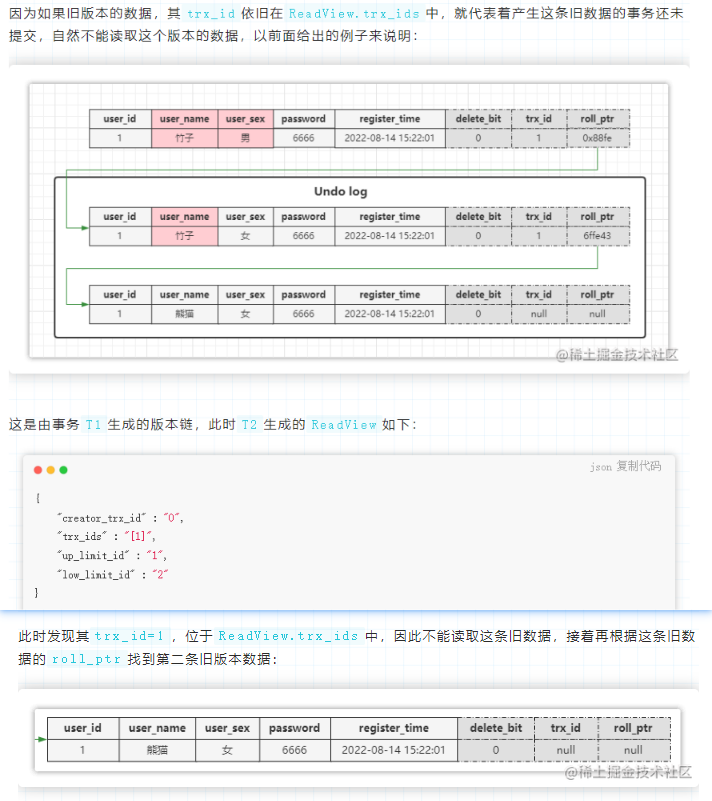 因为如果旧版本的数据，其 trx_id 依旧在 ReadView.trx_ids 中，就代表着产生这条旧数据的事务还未
提交，自然不能读取这个版本的数据，以前面给出的例子来说明：
user_id user_name user_sex password register_time delete_bit trx_id roll_ptr
1 竹子 男 6666 2022-08-14 15:22:01 0 1 0x88fe
Undo log
user_id user_name user_sex password register_time delete_bit trx_id roll_ptr
1 竹子 女 6666 2022-08-14 15:22:01 0 1 6ffe43
user_id user_name user_sex password register_time delete_bit trx_id roll_ptr
1 熊猫 女 6666 2022-08-14 15:22:01 0 null null
@稀土掘金技术社区
这是由事务 T1 生成的版本链，此时 T2 生成的 ReadView 如下：
json 复制代码
{
"creator_trx_id" : "0",
"trx_ids" : "[1]",
"up_limit_id" : "1",
"low_limit_id" : "2"
}
此时发现其 trx_id=1 ，位于 ReadView.trx_ids 中，因此不能读取这条旧数据，接着再根据这条旧数
据的 roll_ptr 找到第二条旧版本数据：
user_id user_name user_sex password register_time delete_bit trx_id roll_ptr
1 熊猫 女 6666 2022-08-14 15:22:01 0 null null
@稀土掘金技术社区